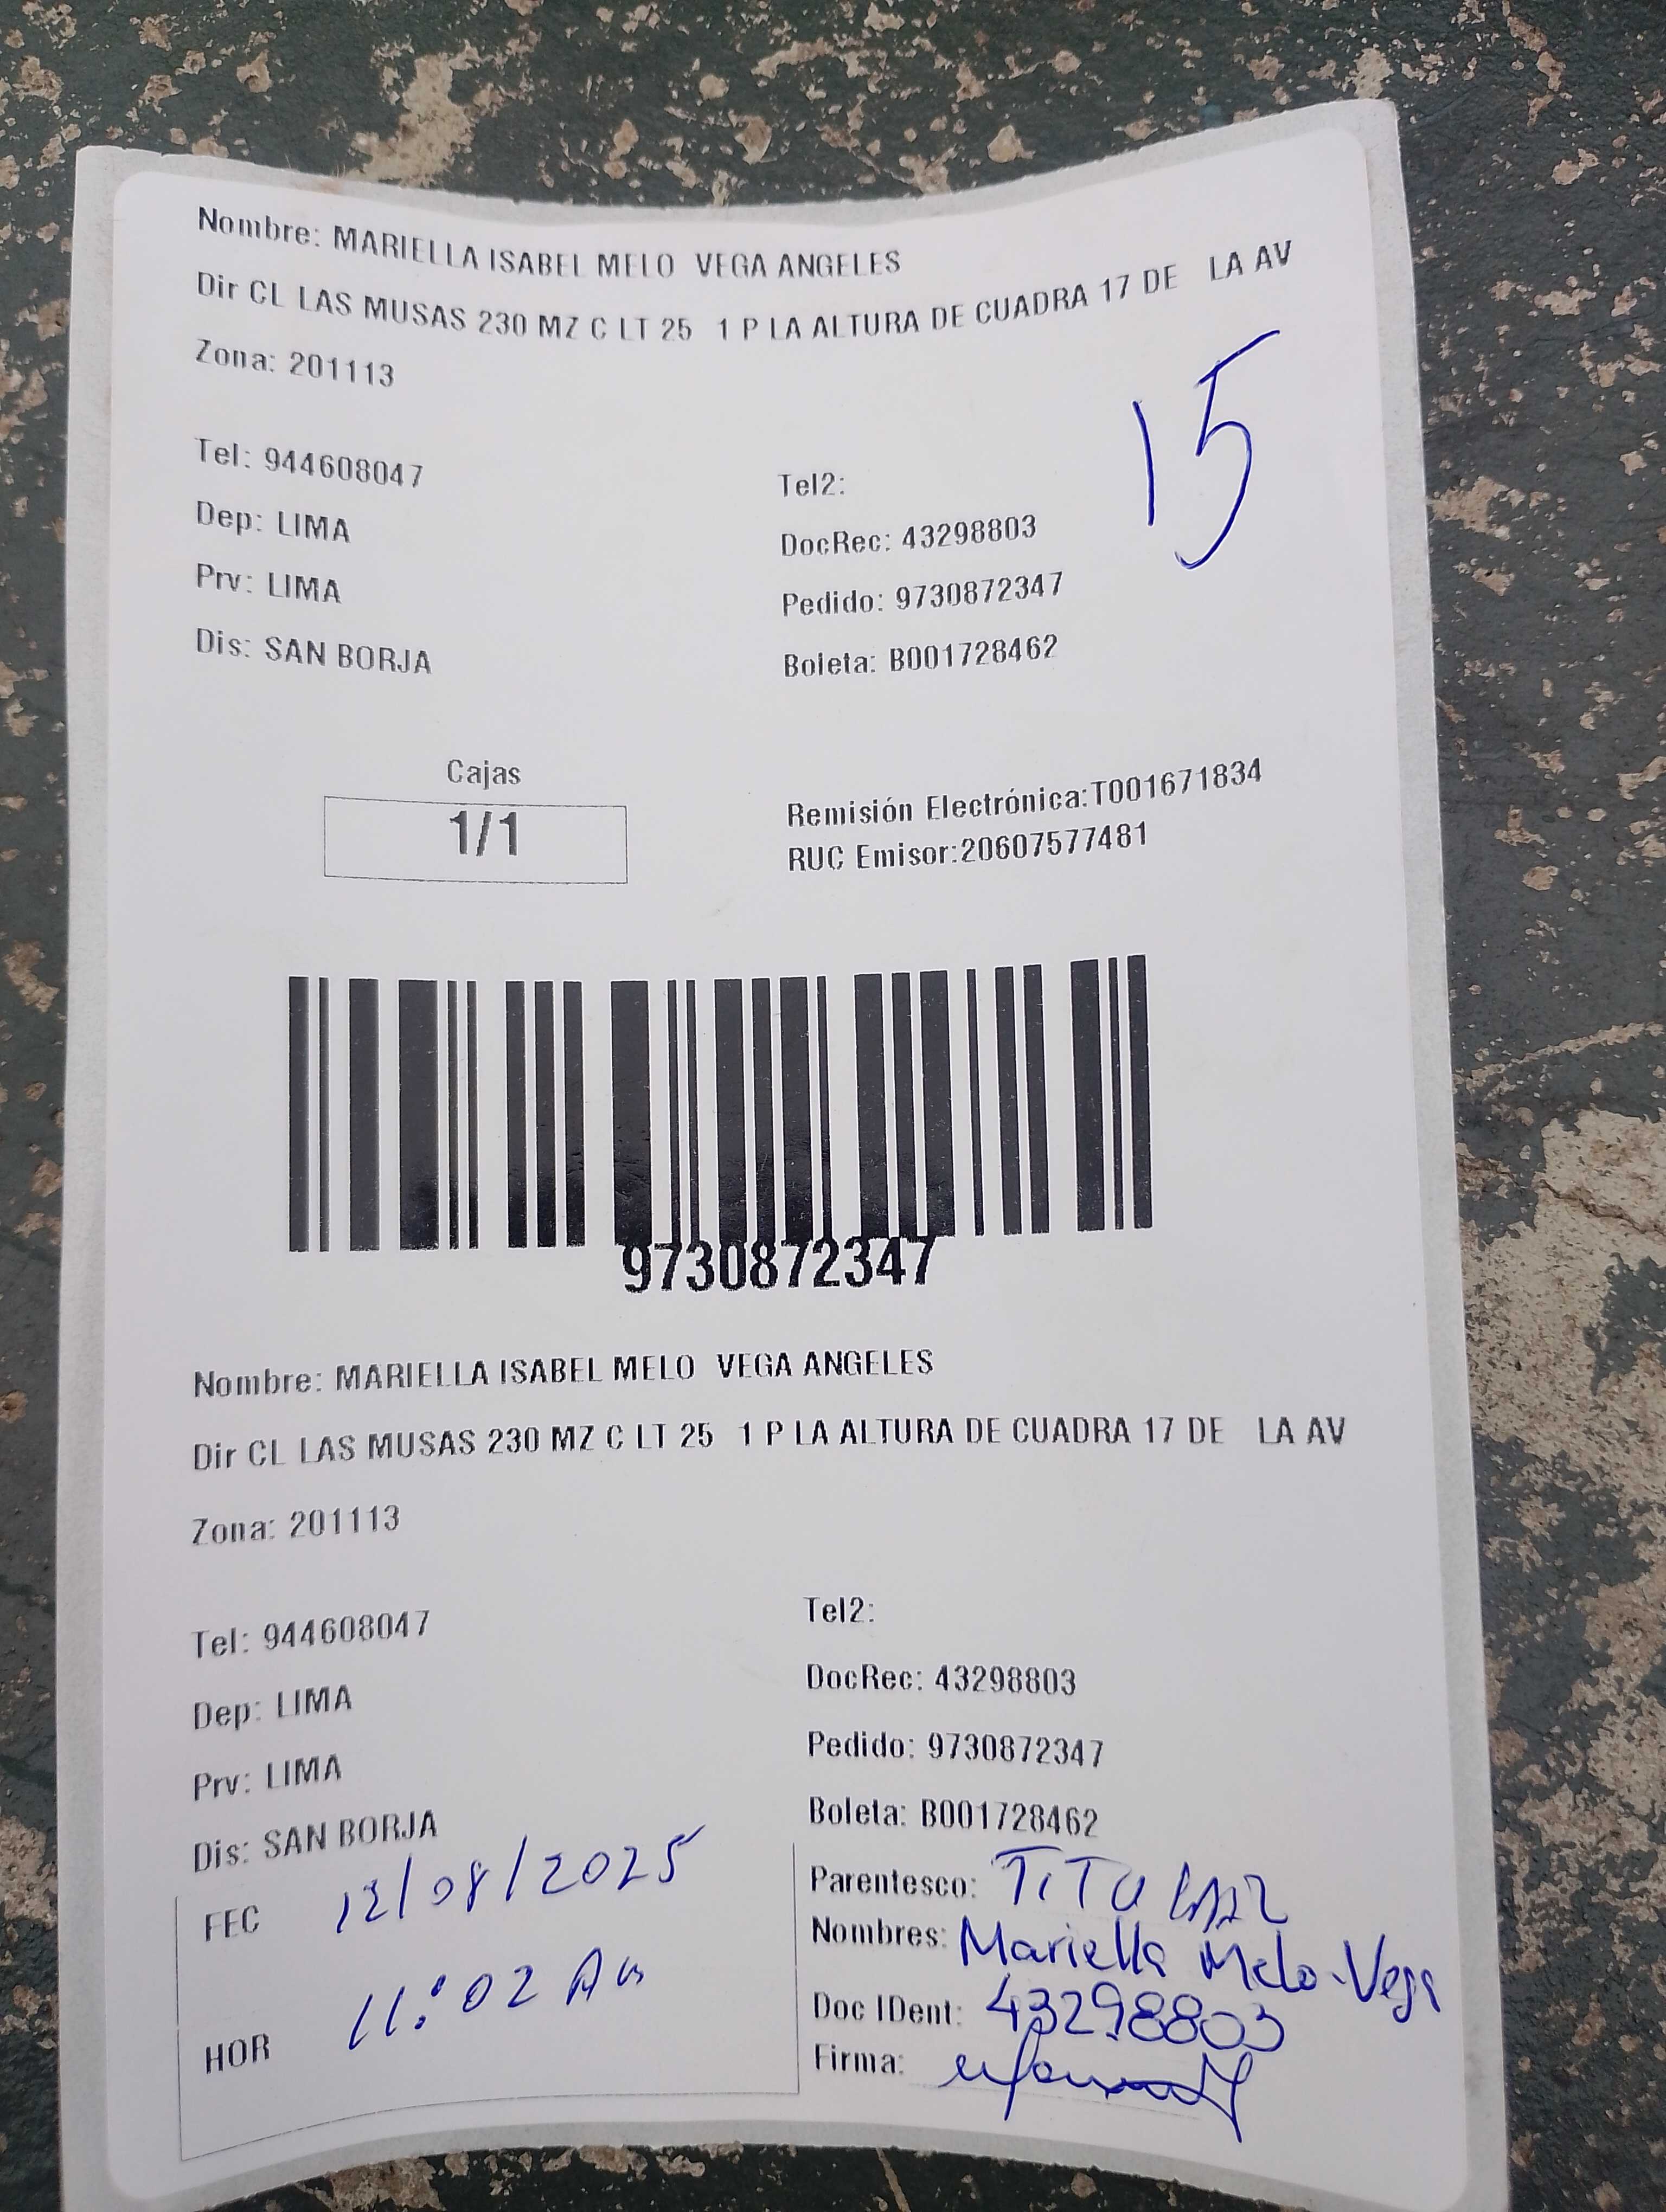 Nombre: MARIELLA ISABEL MELO VEGA ANGELES
Dir CL LAS MUSAS 230 MZ C LT 25 1 P LA ALTURA DE CUADRA 17 DE LA AV
Zona: 201113
15
Tel: 944608047
Tel2:
Dep: LIMA
DocRec: 43298803
Prv: LIMA
Pedido: 9730872347
Dis: SAN BORJA
Boleta: B001728462
Cajas
1/1
Remisión Electrónica:T001671834
RUC Emisor:20607577481
9730872347
Nombre: MARIELLA ISABEL MELO VEGA ANGELES
Dir CL LAS MUSAS 230 MZ C LT 25 1 P LA ALTURA DE CUADRA 17 DE LA AV
Zona: 201113
Tel: 944608047
Tel2:
Dep: LIMA
DocRec: 43298803
Prv: LIMA
Pedido: 9730872347
Dis: SAN BORJA
Boleta: B001728462
FEC 12/08/2025
Parentesco: TITULAR
Nombres: Mariella Melo-Vega
HOR 11:02 Am
Doc IDent: 43298803
Firma: